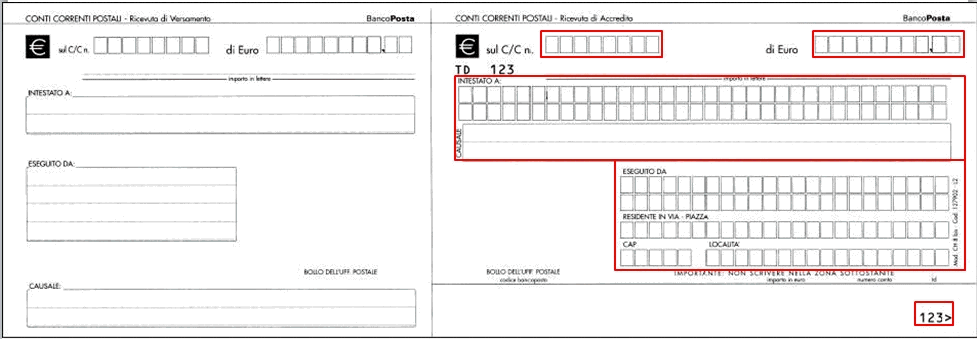 CONTI CORRENTI POSTALI - Ricevuta di Versamento
BancoPosta
€ sul C/C n.
di Euro
importo in lettere
INTESTATO A:
ESEGUITO DA:
BOLLO DELL'UFF. POSTALE
CAUSALE:
CONTI CORRENTI POSTALI - Ricevuta di Accredito
BancoPosta
€ sul C/C n.
di Euro
TD 123
importo in lettere
INTESTATO A:
CAUSALE
ESEGUITO DA
RESIDENTE IN VIA - PIAZZA
CAP
LOCALITA'
Mod. CH 8 bis - Cod. 127902 - L2
BOLLO DELL'UFF. POSTALE
codice bancoposta
IMPORTANTE: NON SCRIVERE NELLA ZONA SOTTOSTANTE
importo in euro
numero conto
td
123>